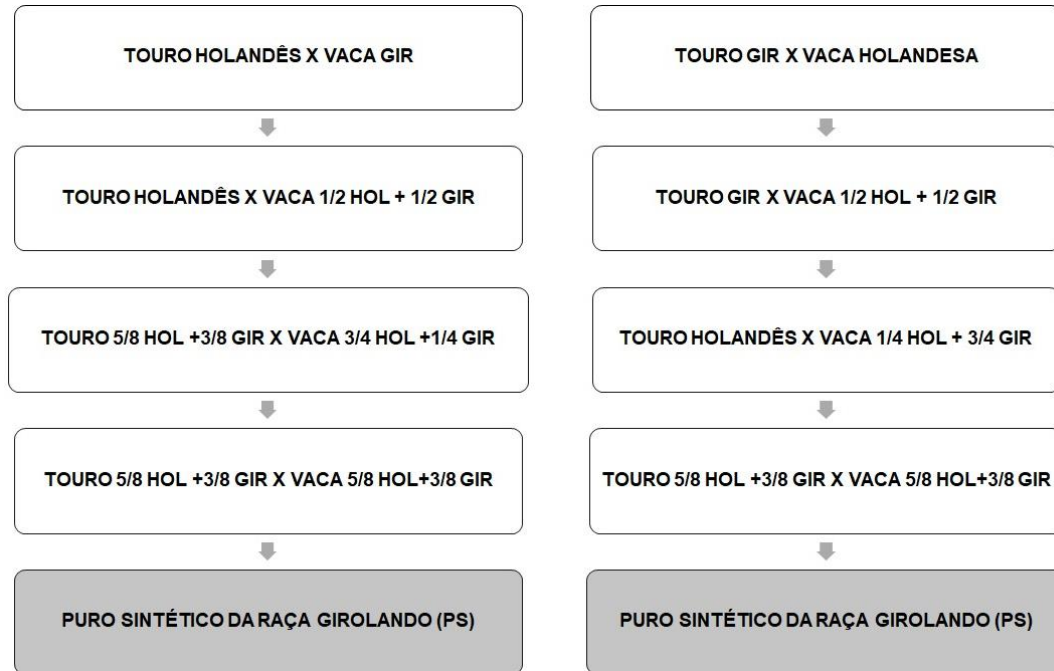 TOURO HOLANDÊS X VACA GIR
TOURO HOLANDÊS X VACA 1/2 HOL + 1/2 GIR
TOURO 5/8 HOL +3/8 GIR X VACA 3/4 HOL +1/4 GIR
TOURO 5/8 HOL +3/8 GIR X VACA 5/8 HOL+3/8 GIR
PURO SINTÉTICO DA RAÇA GIROLANDO (PS)
TOURO GIR X VACA HOLANDESA
TOURO GIR X VACA 1/2 HOL + 1/2 GIR
TOURO HOLANDÊS X VACA 1/4 HOL + 3/4 GIR
TOURO 5/8 HOL +3/8 GIR X VACA 5/8 HOL+3/8 GIR
PURO SINTÉTICO DA RAÇA GIROLANDO (PS)